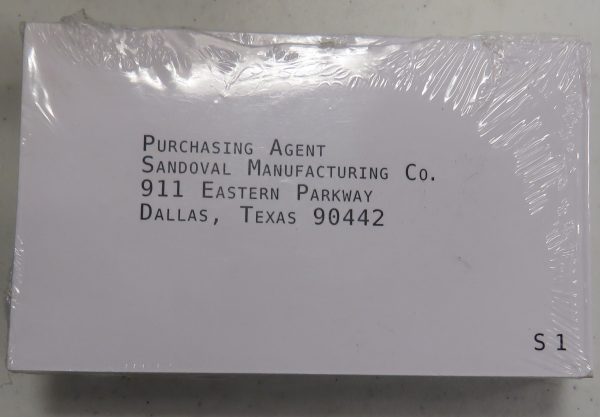 Purchasing Agent
Sandoval Manufacturing Co.
911 Eastern Parkway
Dallas, Texas 90442
S 1